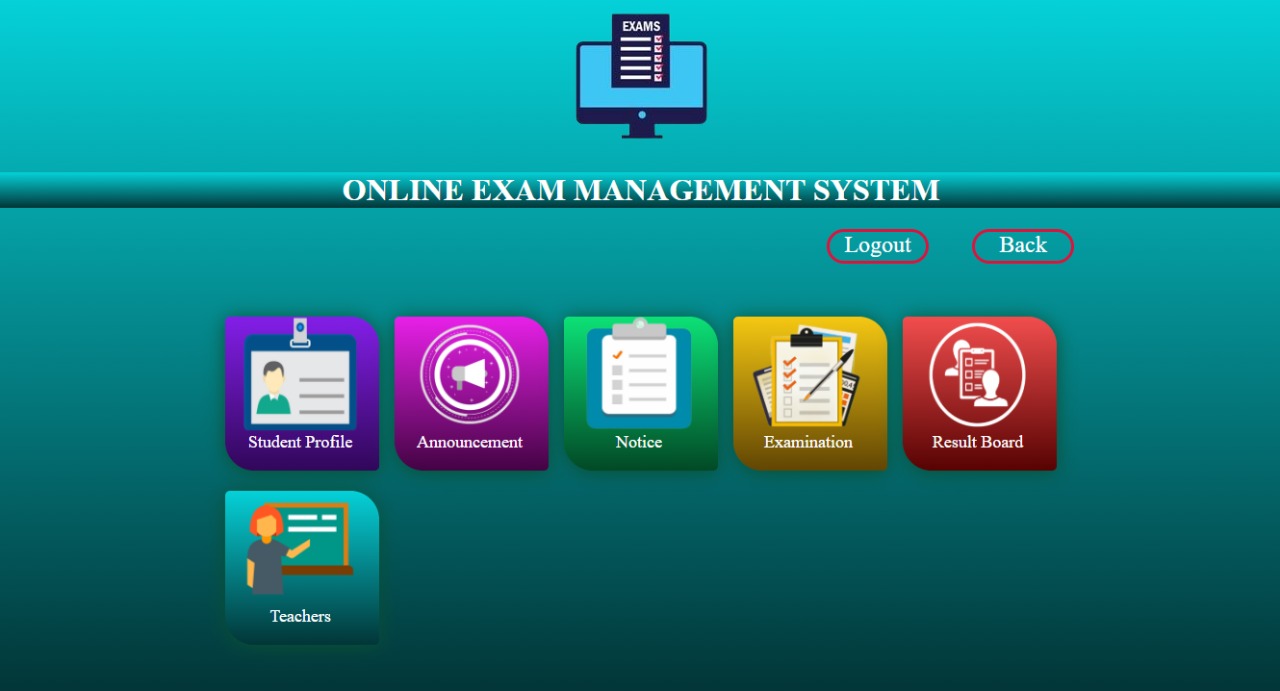 EXAMS
ONLINE EXAM MANAGEMENT SYSTEM
Logout Back
Student Profile Announcement Notice Examination Result Board
Teachers